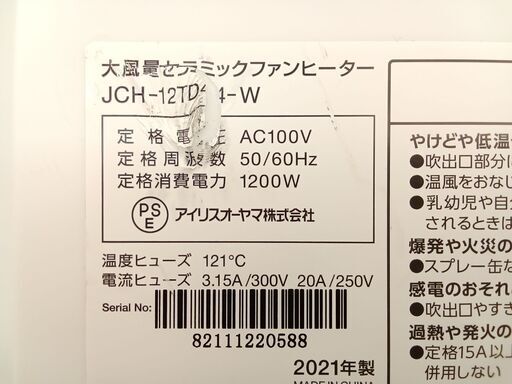 大風量セラミックファンヒーター
JCH-12TD
4-W
定格電圧 AC100V
定格周波数 50/60Hz
定格消費電力 1200W
PSE アイリスオーヤマ株式会社
温度ヒューズ 121°C
電流ヒューズ 3.15A/300V 20A/250V
Serial No:
82111220588
2021年製
MADE IN CHINA
やけどや低温
●吹出口部分に
●温風をおなじ
●乳幼児や自分
されるときは
爆発や火災の
●スプレー缶な
感電のおそれ
●吹出口やすき
過熱や発火の
●定格15A以上
併用しない